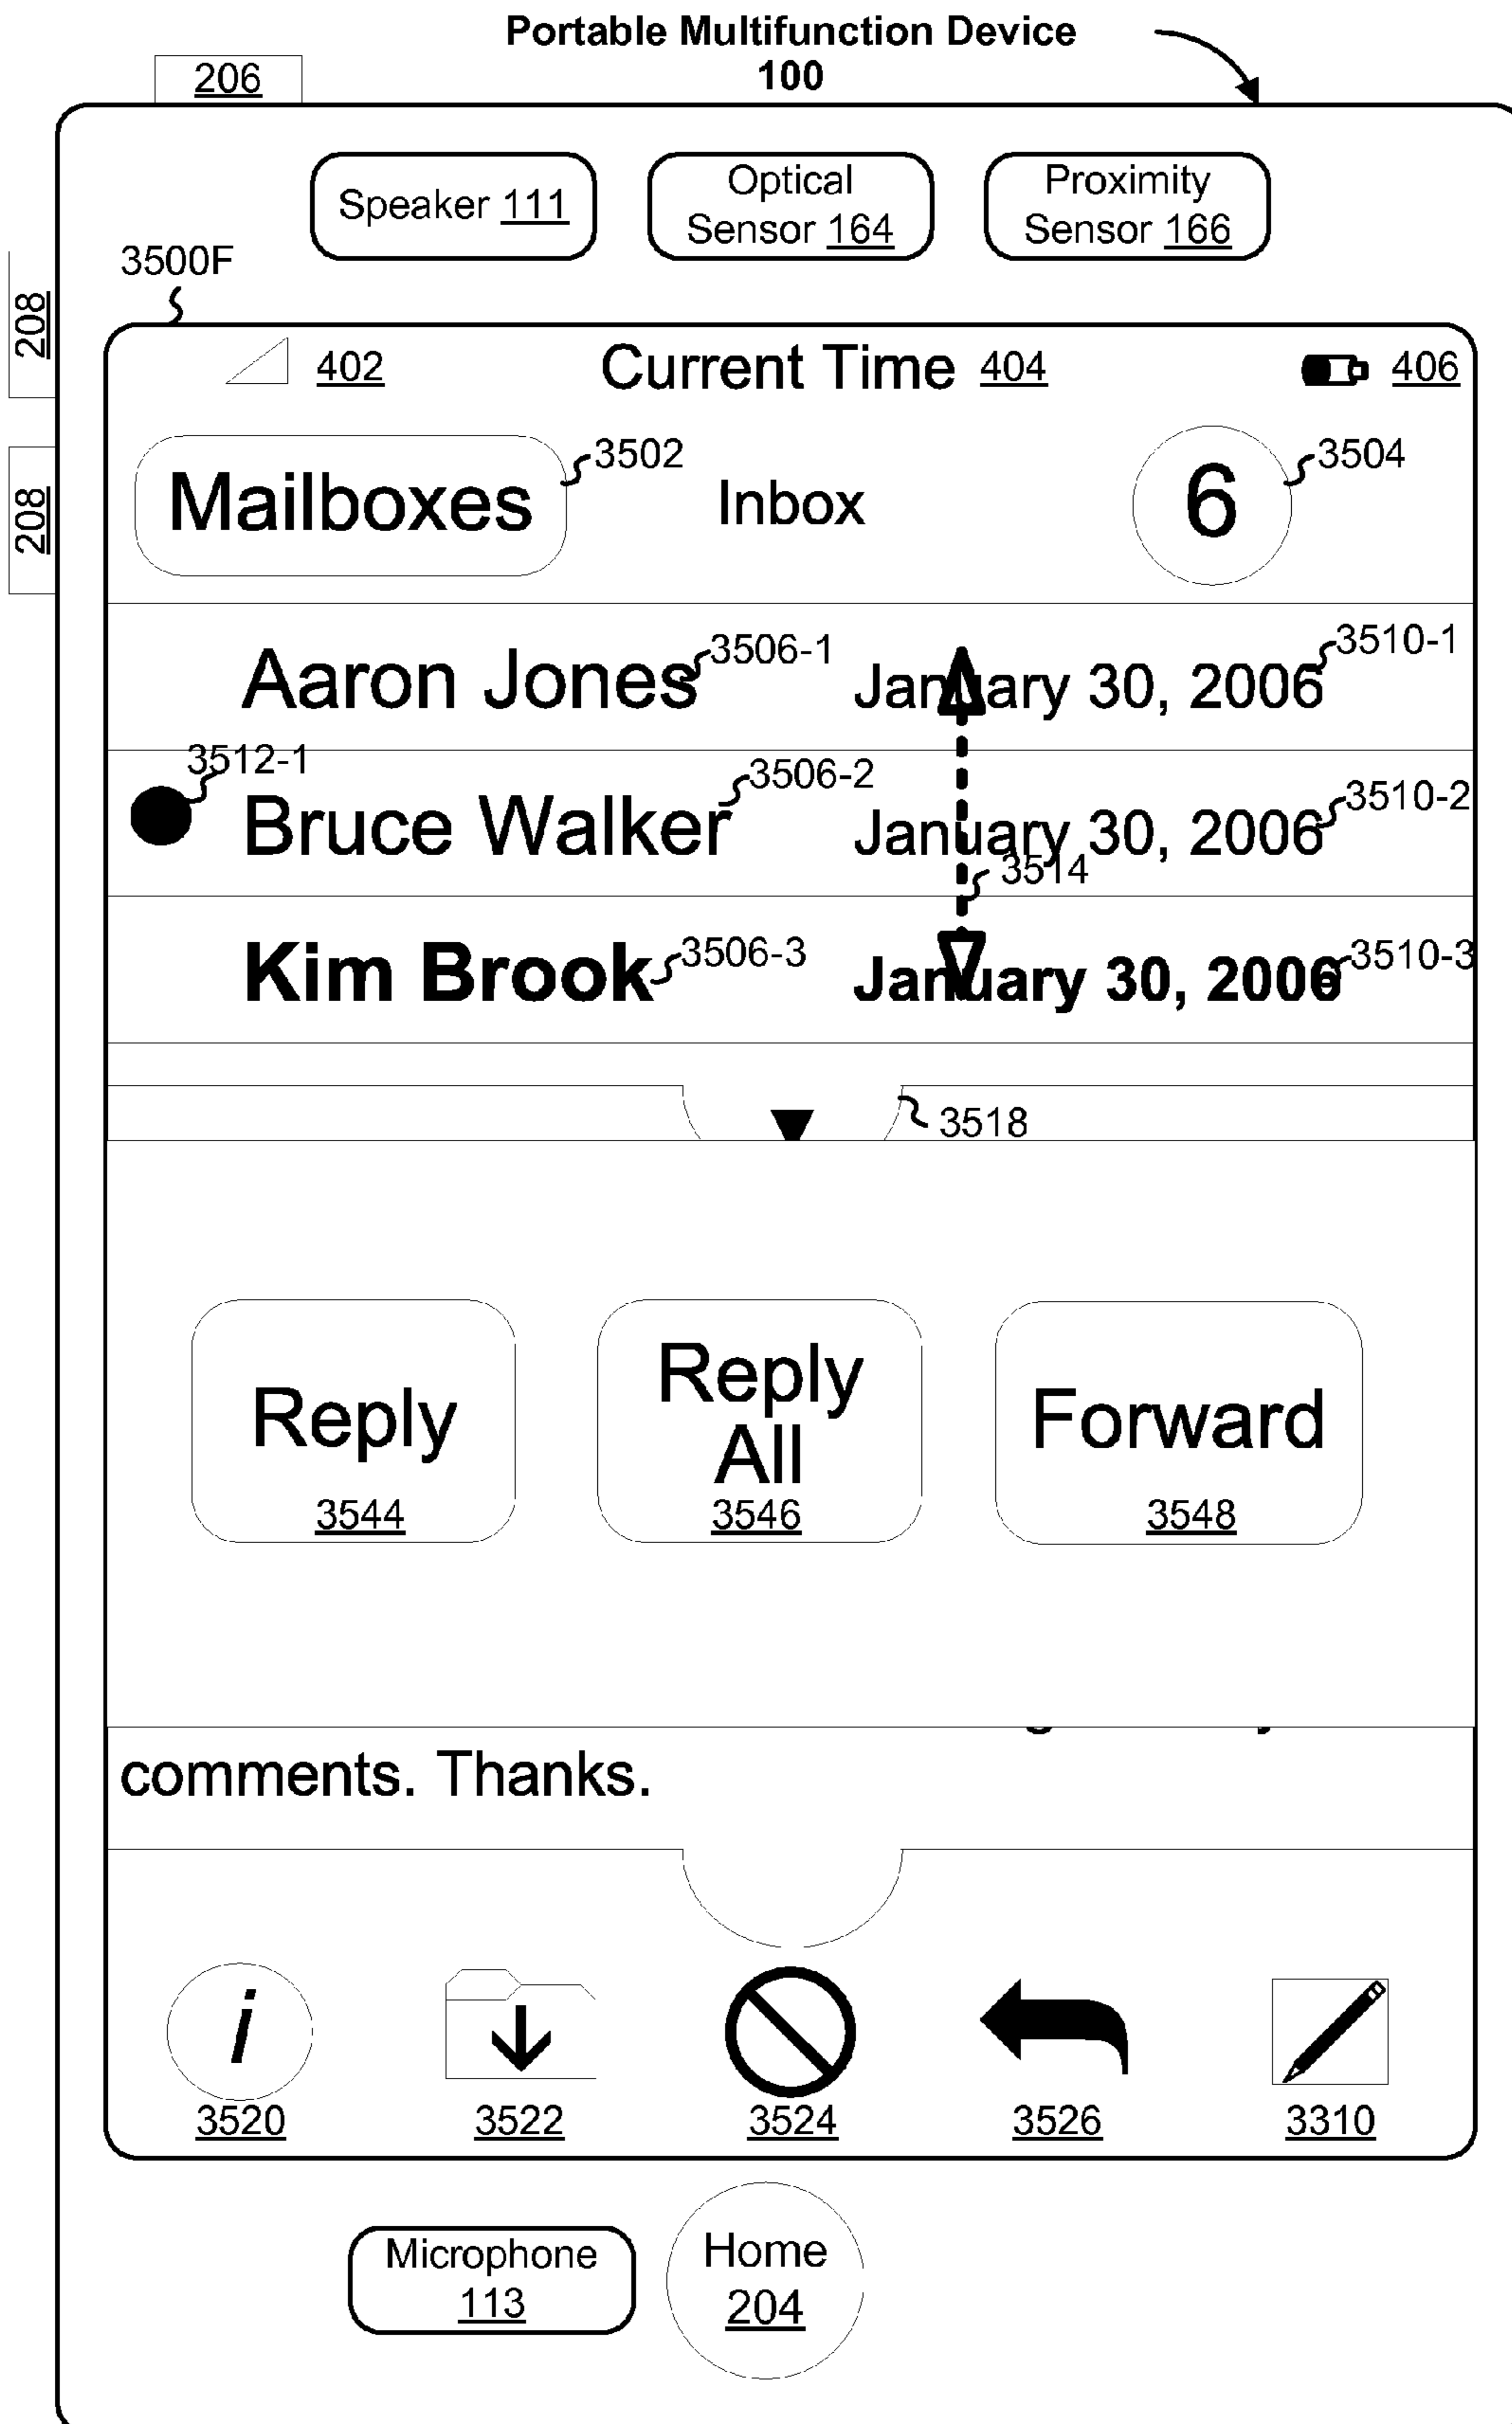 Portable Multifunction Device
100
206
Speaker 111
Optical
Sensor 164
Proximity
Sensor 166
3500F
208
208
402
Current Time 404
406
Mailboxes
3502
Inbox
6
3504
Aaron Jones
3506-1
January 30, 2006
3510-1
3512-1
Bruce Walker
3506-2
January 30, 2006
3510-2
3514
Kim Brook
3506-3
January 30, 2006
3510-3
3518
Reply
3544
Reply
All
3546
Forward
3548
comments. Thanks.
i
3520
3522
3524
3526
3310
Microphone
113
Home
204